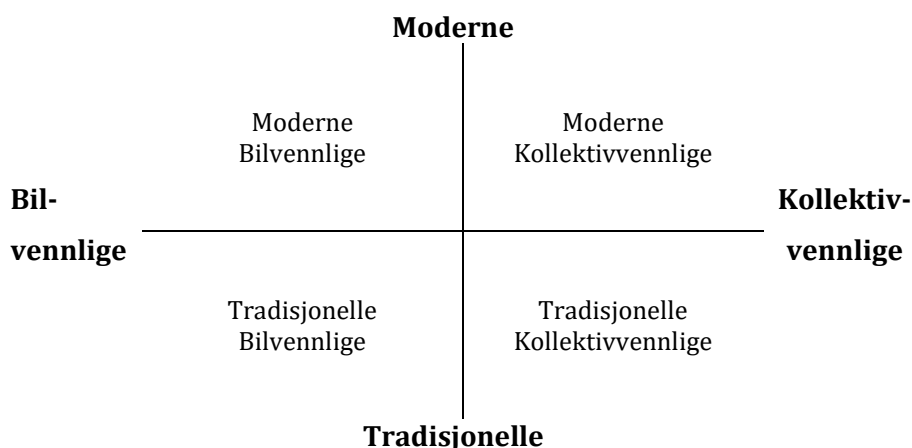 Moderne
Moderne
Bilvennlige
Moderne
Kollektivvennlige
Bil-
vennlige
Kollektiv-
vennlige
Tradisjonelle
Bilvennlige
Tradisjonelle
Kollektivvennlige
Tradisjonelle